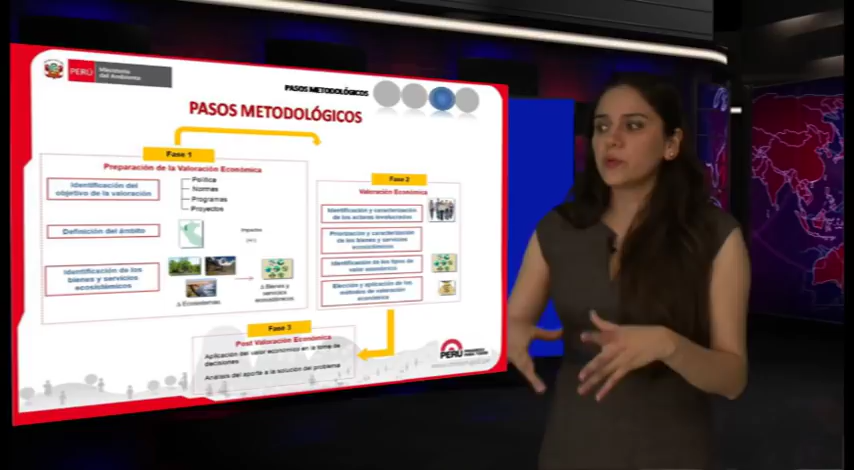 PERÚ
Ministerio
del Ambiente
PASOS METODOLÓGICOS
PASOS METODOLÓGICOS
Fase 1
Preparación de la Valoración Económica
Identificación del
objetivo de la valoración
Política
Normas
Programas
Proyectos
Definición del ámbito
Impactos
(+/-)
Identificación de los
bienes y servicios
ecosistémicos
Δ Ecosistemas
Δ Bienes y
servicios
ecosistémicos
Fase 2
Valoración Económica
Identificación y caracterización
de los actores involucrados
Priorización y caracterización
de los bienes y servicios
ecosistémicos
Identificación de los tipos de
valor económico
Elección y aplicación de los
métodos de valoración
económica
Fase 3
Post Valoración Económica
Aplicación del valor económico en la toma de
decisiones
Análisis del aporte a la solución del problema
PERÚ